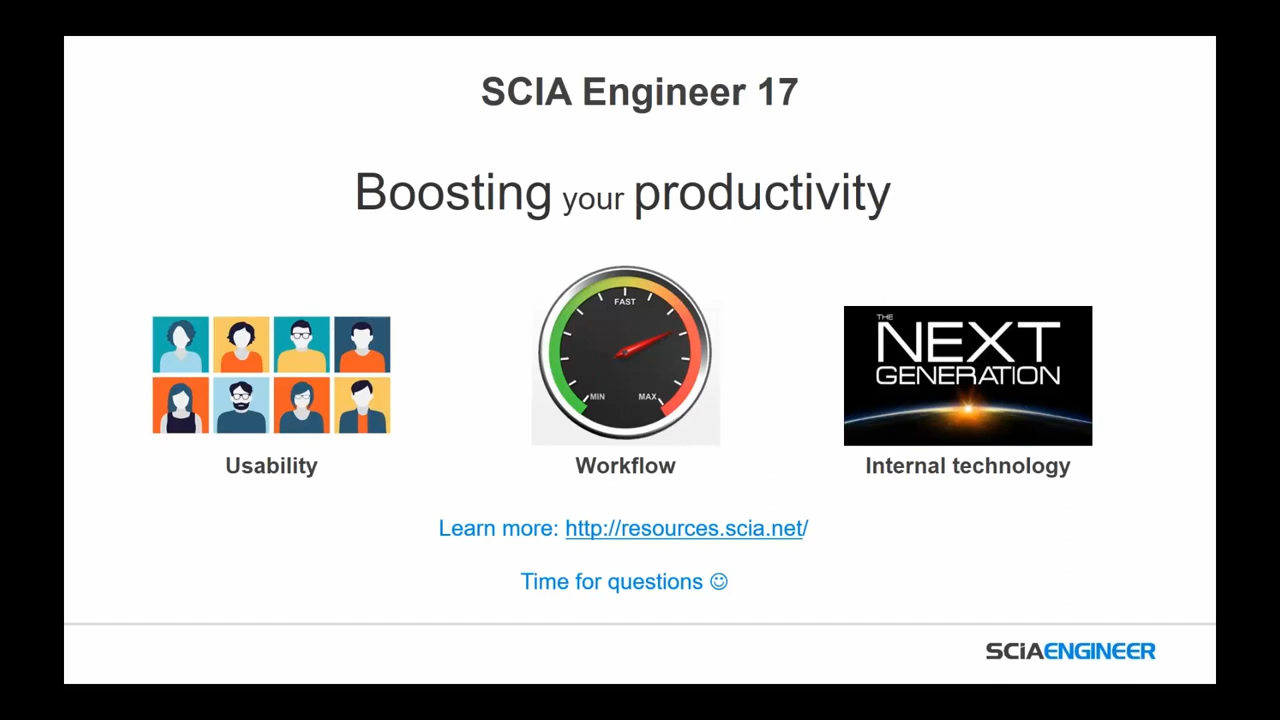 SCIA Engineer 17
Boosting your productivity
FAST
MIN MAX
THE
NEXT
GENERATION
Usability
Workflow
Internal technology
Learn more: http://resources.scia.net/
Time for questions ☺
SCiAENGINEER